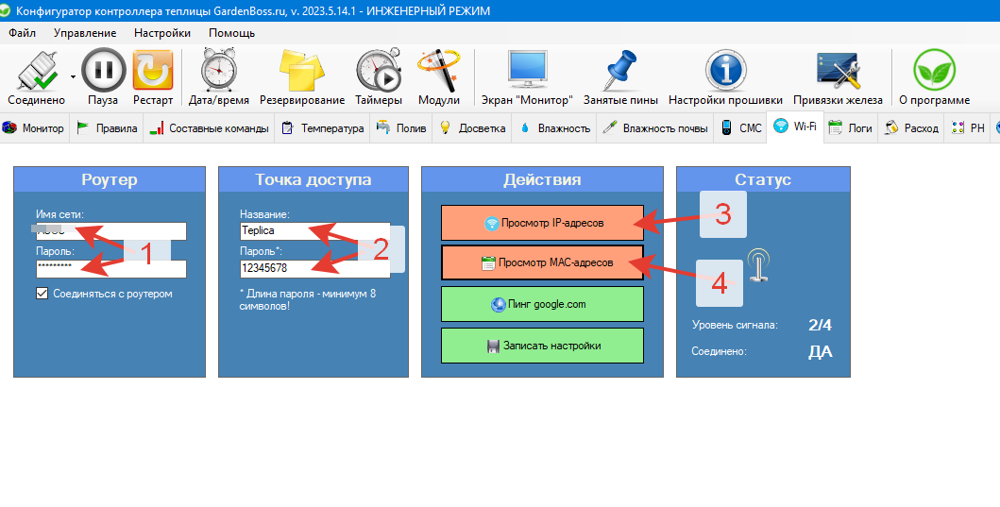 Конфигуратор контроллера теплицы GardenBoss.ru, v. 2023.5.14.1 - ИНЖЕНЕРНЫЙ РЕЖИМ
Файл Управление Настройки Помощь
Соединено Пауза Рестарт Дата/время Резервирование Таймеры Модули Экран "Монитор" Занятые пины Настройки прошивки Привязки железа О программе
Монитор Правила Составные команды Температура Полив Досветка Влажность Влажность почвы СМС Wi-Fi Логи Расход PH
Роутер
Имя сети:
Пароль:
*********
1
Соединяться с роутером
Точка доступа
Название:
Teplica
Пароль*:
12345678
2
* Длина пароля - минимум 8
символов!
Действия
Просмотр IP-адресов
Просмотр MAC-адресов
Пинг google.com
Записать настройки
Статус
3
4
Уровень сигнала: 2/4
Соединено: ДА